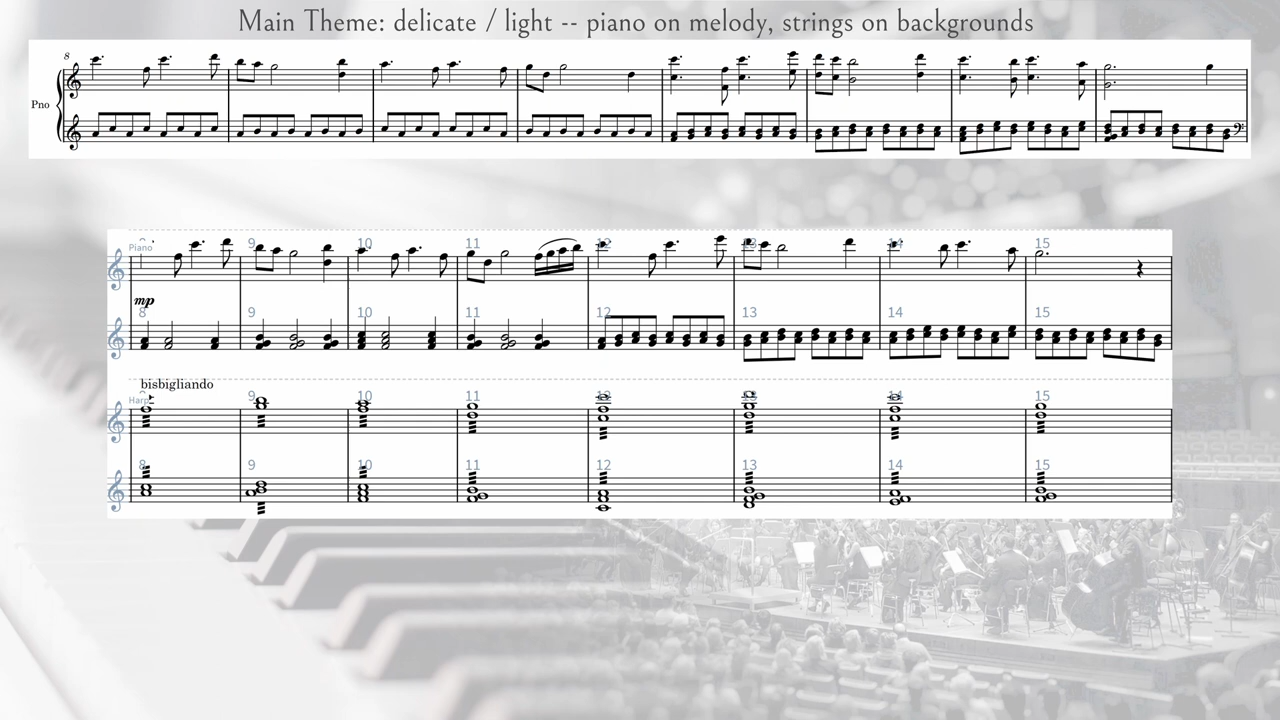 Main Theme: delicate / light -- piano on melody, strings on backgrounds
8
Pno
Piano
9 10 11 12 13 14 15
mp
8 9 10 11 12 13 14 15
bisbigliando
Harp
9 10 11 12 13 14 15
8 9 10 11 12 13 14 15